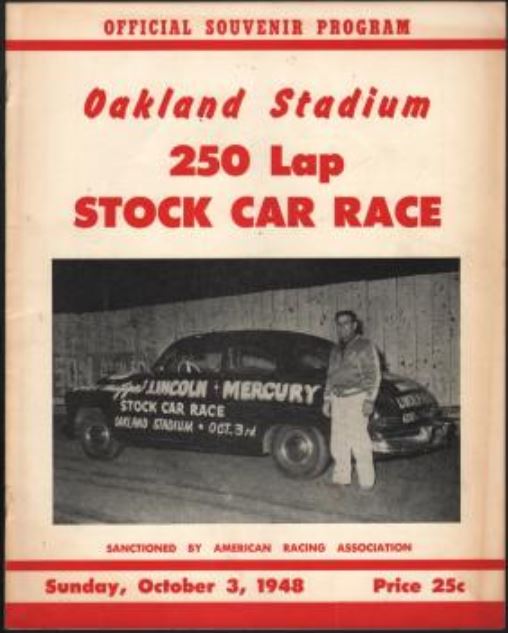 OFFICIAL SOUVENIR PROGRAM
Oakland Stadium
250 Lap
STOCK CAR RACE
LINCOLN • MERCURY
STOCK CAR RACE
OAKLAND STADIUM • OCT. 3rd
SANCTIONED BY AMERICAN RACING ASSOCIATION
Sunday, October 3, 1948 Price 25c